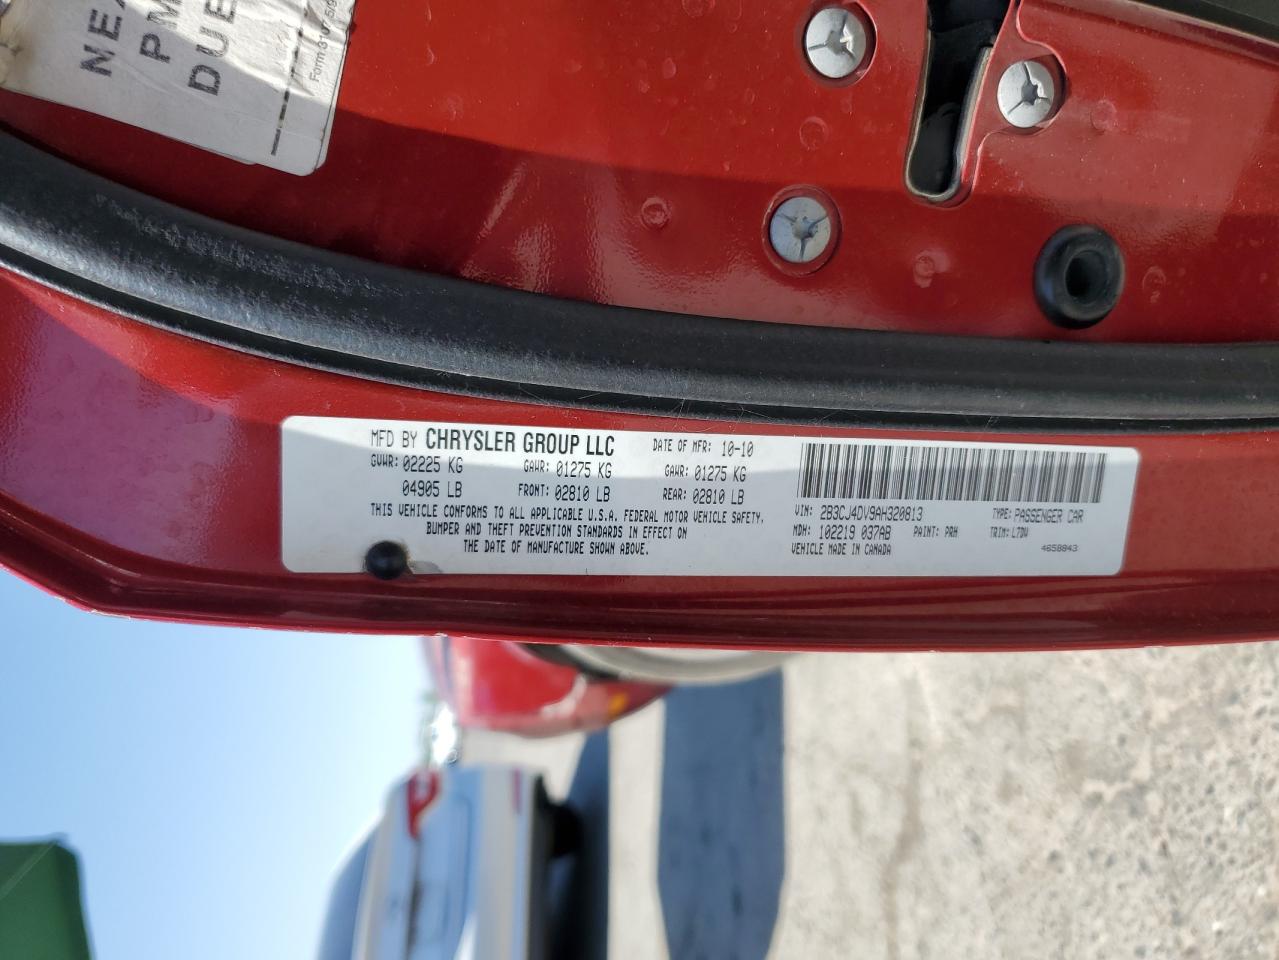 PM
DUE
MFD BY CHRYSLER GROUP LLC DATE OF MFR: 10-10
GVWR: 02225 KG GAWR: 01275 KG GAWR: 01275 KG
04905 LB FRONT: 02810 LB REAR: 02810 LB
THIS VEHICLE CONFORMS TO ALL APPLICABLE U.S.A. FEDERAL MOTOR VEHICLE SAFETY,
BUMPER AND THEFT PREVENTION STANDARDS IN EFFECT ON
THE DATE OF MANUFACTURE SHOWN ABOVE.
VIN: 2B3CJ4DV9AH320813 TYPE: PASSENGER CAR
MDH: 102219 037AB PAINT: PRH TRIM: L7DV
VEHICLE MADE IN CANADA 4658843